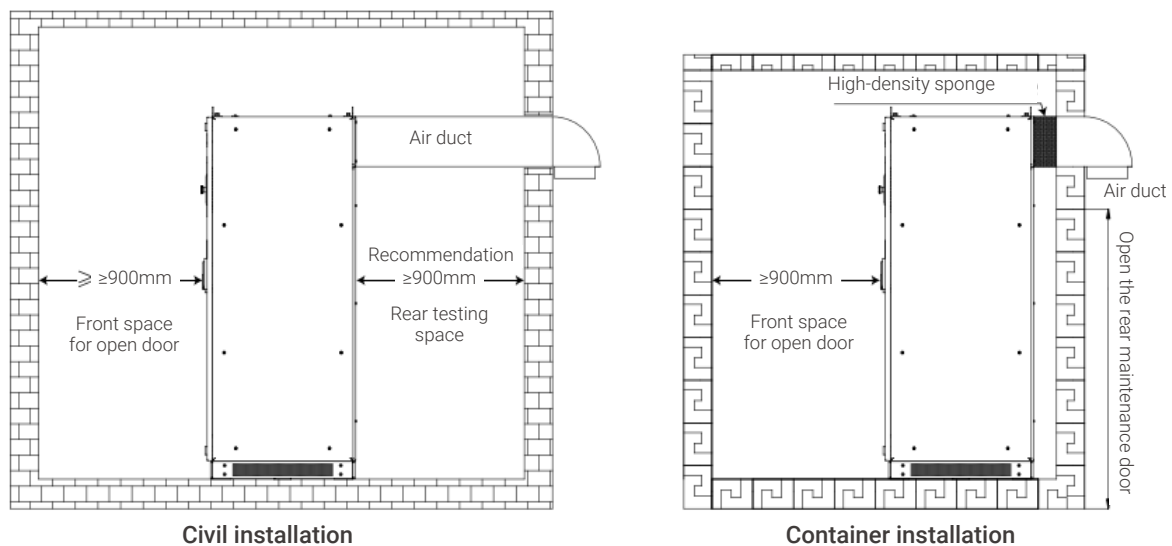 Air duct
⩾ ≥900mm
Front space
for open door
Recommendation
≥900mm
Rear testing
space
Civil installation
High-density sponge
Air duct
≥900mm
Front space
for open door
Open the rear maintenance door
Container installation